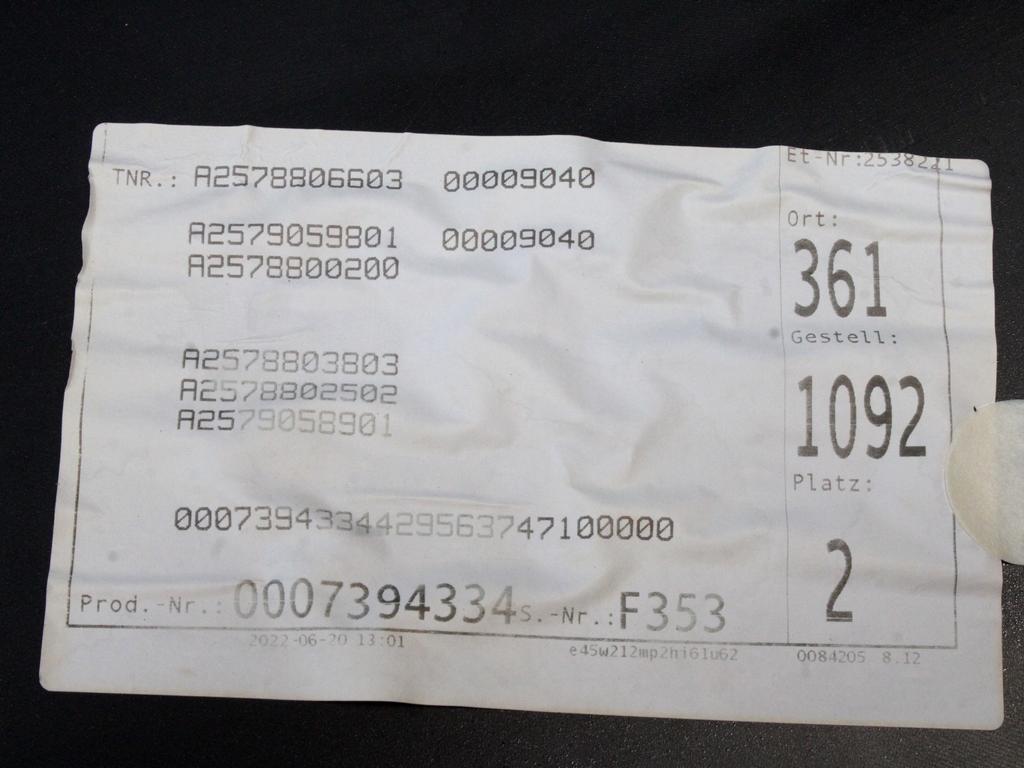 TNR.: A2578806603 00009040
A2579059801 00009040
A2578800200
A2578803803
A2578802502
A2579058901
000739433442956374710000​0
Prod.-Nr.: 0007394334 S.-Nr.: F353
2022-06-20 13:01
e45w212mp2hi61u62
0084205 8.12
Et-Nr:2538221
Ort:
361
Gestell:
1092
Platz:
2